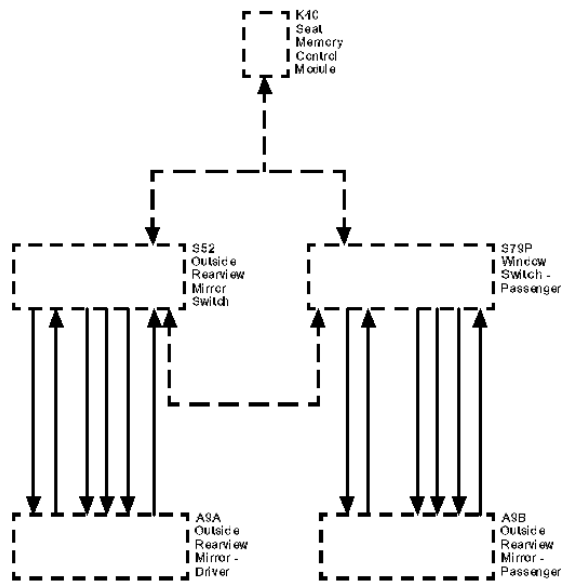 K40
Seat
Memory
Control
Module
S52
Outside
Rearview
Mirror
Switch
S79P
Window
Switch -
Passenger
A9A
Outside
Rearview
Mirror -
Driver
A9B
Outside
Rearview
Mirror -
Passenger